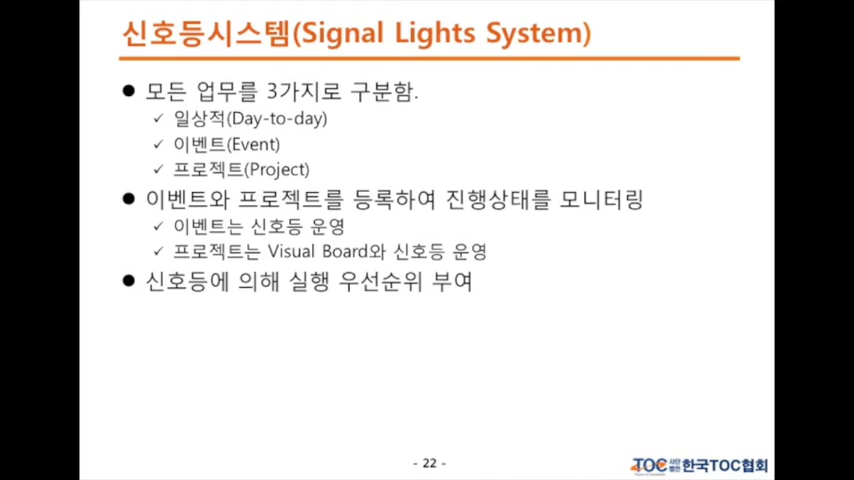 신호등시스템(Signal Lights System)
● 모든 업무를 3가지로 구분함.
✓ 일상적(Day-to-day)
✓ 이벤트(Event)
✓ 프로젝트(Project)
● 이벤트와 프로젝트를 등록하여 진행상태를 모니터링
✓ 이벤트는 신호등 운영
✓ 프로젝트는 Visual Board와 신호등 운영
● 신호등에 의해 실행 우선순위 부여
- 22 -
TOC 사단법인 한국TOC협회